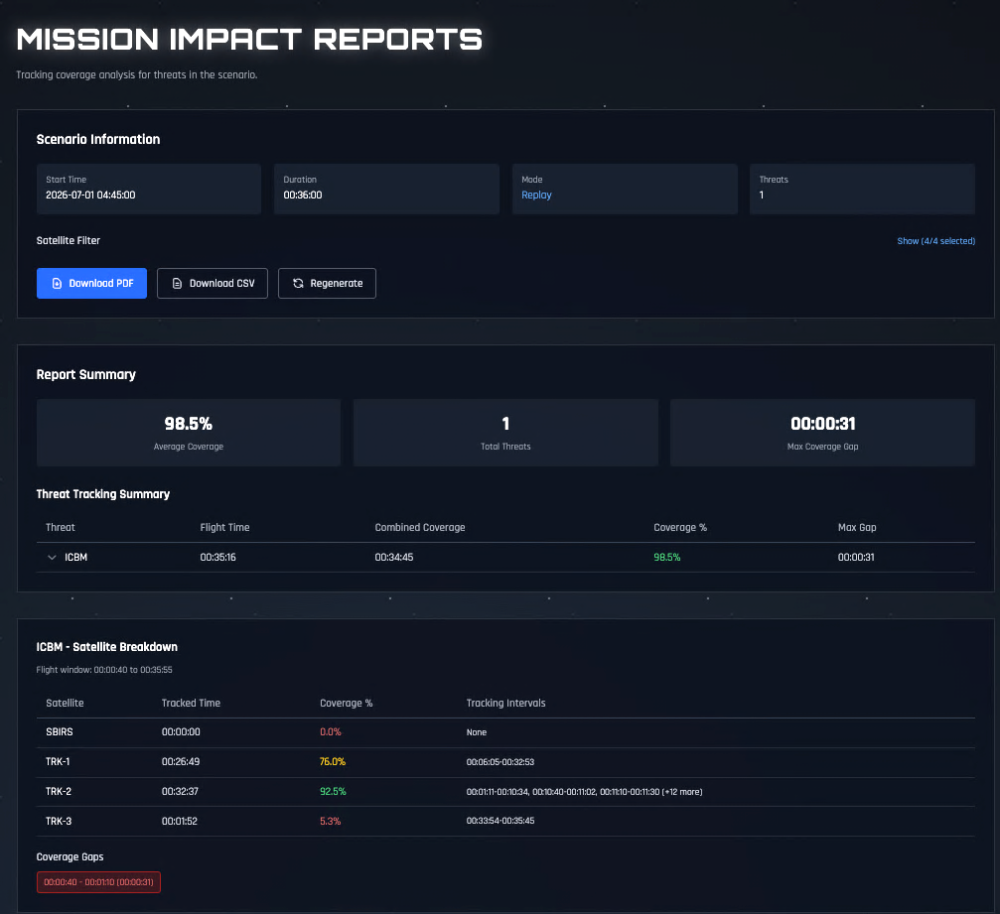 MISSION IMPACT REPORTS
Tracking coverage analysis for threats in the scenario.
Scenario Information
Start Time
2026-07-01 04:45:00
Duration
00:36:00
Mode
Replay
Threats
1
Satellite Filter
Show (4/4 selected)
Download PDF
Download CSV
Regenerate
Report Summary
98.5%
Average Coverage
1
Total Threats
00:00:31
Max Coverage Gap
Threat Tracking Summary
Threat Flight Time Combined Coverage Coverage % Max Gap
ICBM 00:35:16 00:34:45 98.5% 00:00:31
ICBM - Satellite Breakdown
Flight window: 00:00:40 to 00:35:55
Satellite Tracked Time Coverage % Tracking Intervals
SBIRS 00:00:00 0.0% None
TRK-1 00:26:49 76.0% 00:06:05-00:32:53
TRK-2 00:32:37 92.5% 00:01:11-00:10:34, 00:10:40-00:11:02, 00:11:10-00:11:30 (+12 more)
TRK-3 00:01:52 5.3% 00:33:54-00:35:45
Coverage Gaps
00:00:40 - 00:01:10 (00:00:31)